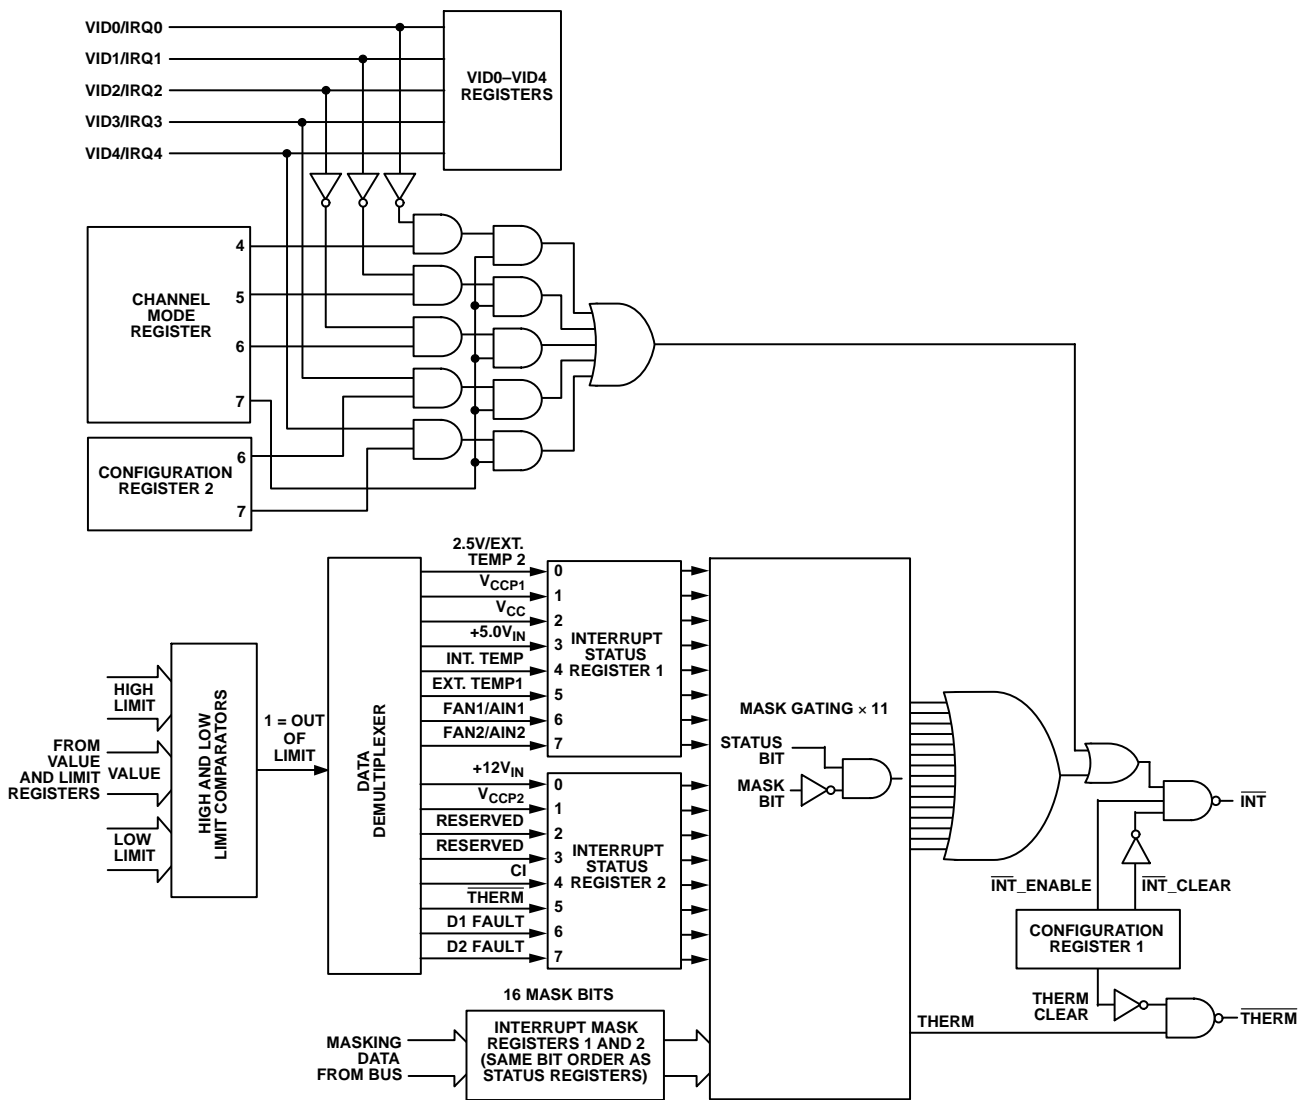 VID0/IRQ0
VID1/IRQ1
VID2/IRQ2
VID3/IRQ3
VID4/IRQ4
VID0–VID4
REGISTERS
CHANNEL
MODE
REGISTER
4
5
6
7
CONFIGURATION
REGISTER 2
6
7
FROM
VALUE
AND LIMIT
REGISTERS
HIGH
LIMIT
VALUE
LOW
LIMIT
HIGH AND LOW
LIMIT COMPARATORS
1 = OUT
OF
LIMIT
DATA
DEMULTIPLEXER
2.5V/EXT.
TEMP 2
VCCP1
VCC
+5.0VIN
INT. TEMP
EXT. TEMP1
FAN1/AIN1
FAN2/AIN2
0
1
2
3
4
5
6
7
INTERRUPT
STATUS
REGISTER 1
+12VIN
VCCP2
RESERVED
RESERVED
CI
THERM
D1 FAULT
D2 FAULT
0
1
2
3
4
5
6
7
INTERRUPT
STATUS
REGISTER 2
MASK GATING × 11
STATUS
BIT
MASK
BIT
INT
INT_ENABLE
INT_CLEAR
CONFIGURATION
REGISTER 1
THERM
CLEAR
THERM
THERM
16 MASK BITS
MASKING
DATA
FROM BUS
INTERRUPT MASK
REGISTERS 1 AND 2
(SAME BIT ORDER AS
STATUS REGISTERS)